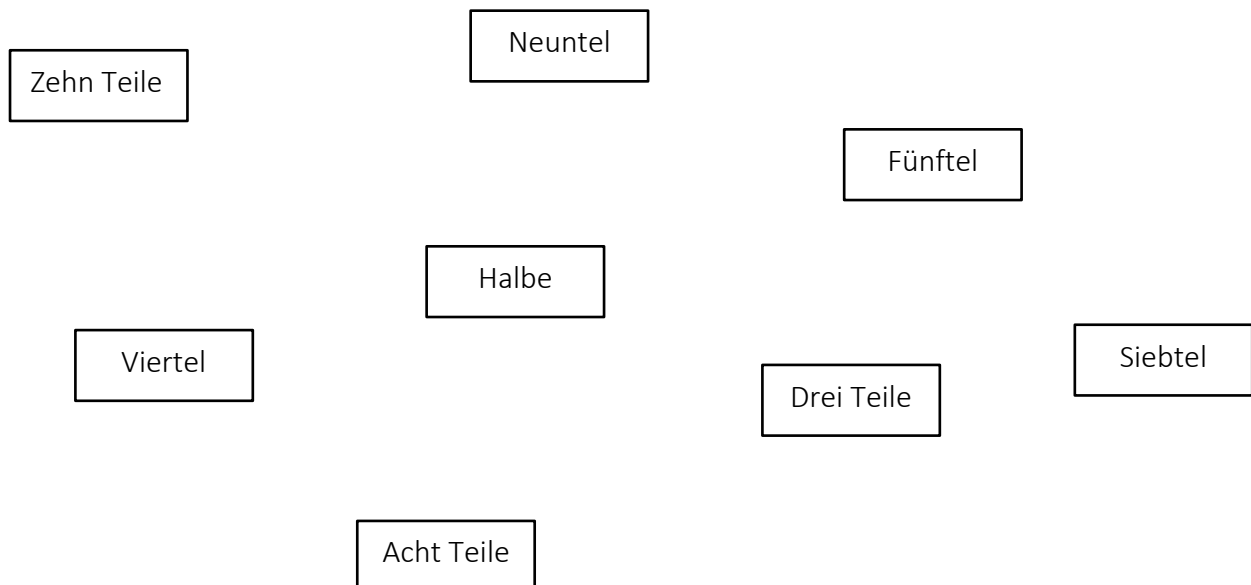 Neuntel
Zehn Teile
Fünftel
Halbe
Viertel
Siebtel
Drei Teile
Acht Teile